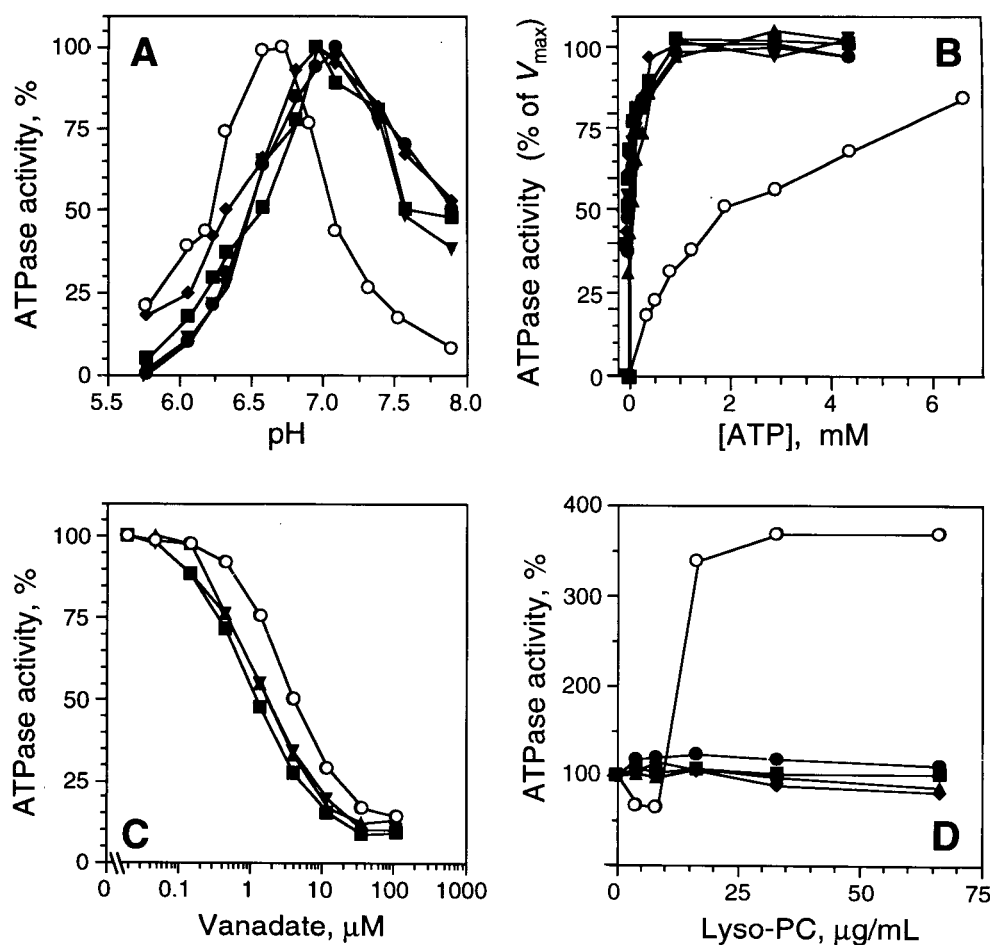 A
ATPase activity, %
100
75
50
25
0
5.5 6.0 6.5 7.0 7.5 8.0
pH
B
ATPase activity (% of Vmax)
100
75
50
25
0
0 2 4 6
[ATP], mM
C
ATPase activity, %
100
75
50
25
0
0 0.1 1 10 100 1000
Vanadate, µM
D
ATPase activity, %
400
300
200
100
0
0 25 50 75
Lyso-PC, µg/mL